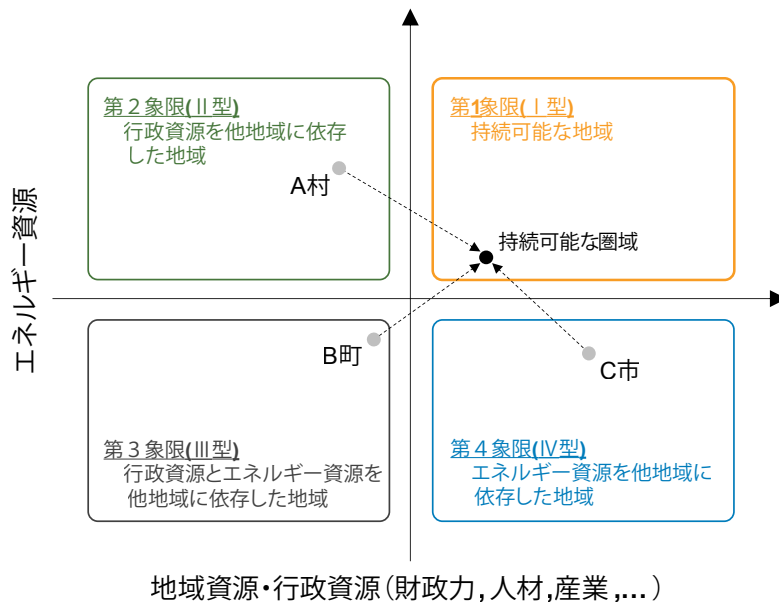 第２象限(Ⅱ型)
行政資源を他地域に依存
した地域
第1象限(Ⅰ型)
持続可能な地域
A村
持続可能な圏域
エネルギー資源
B町
C市
第３象限(Ⅲ型)
行政資源とエネルギー資源を
他地域に依存した地域
第４象限(Ⅳ型)
エネルギー資源を他地域に
依存した地域
地域資源・行政資源（財政力,人材,産業,...）